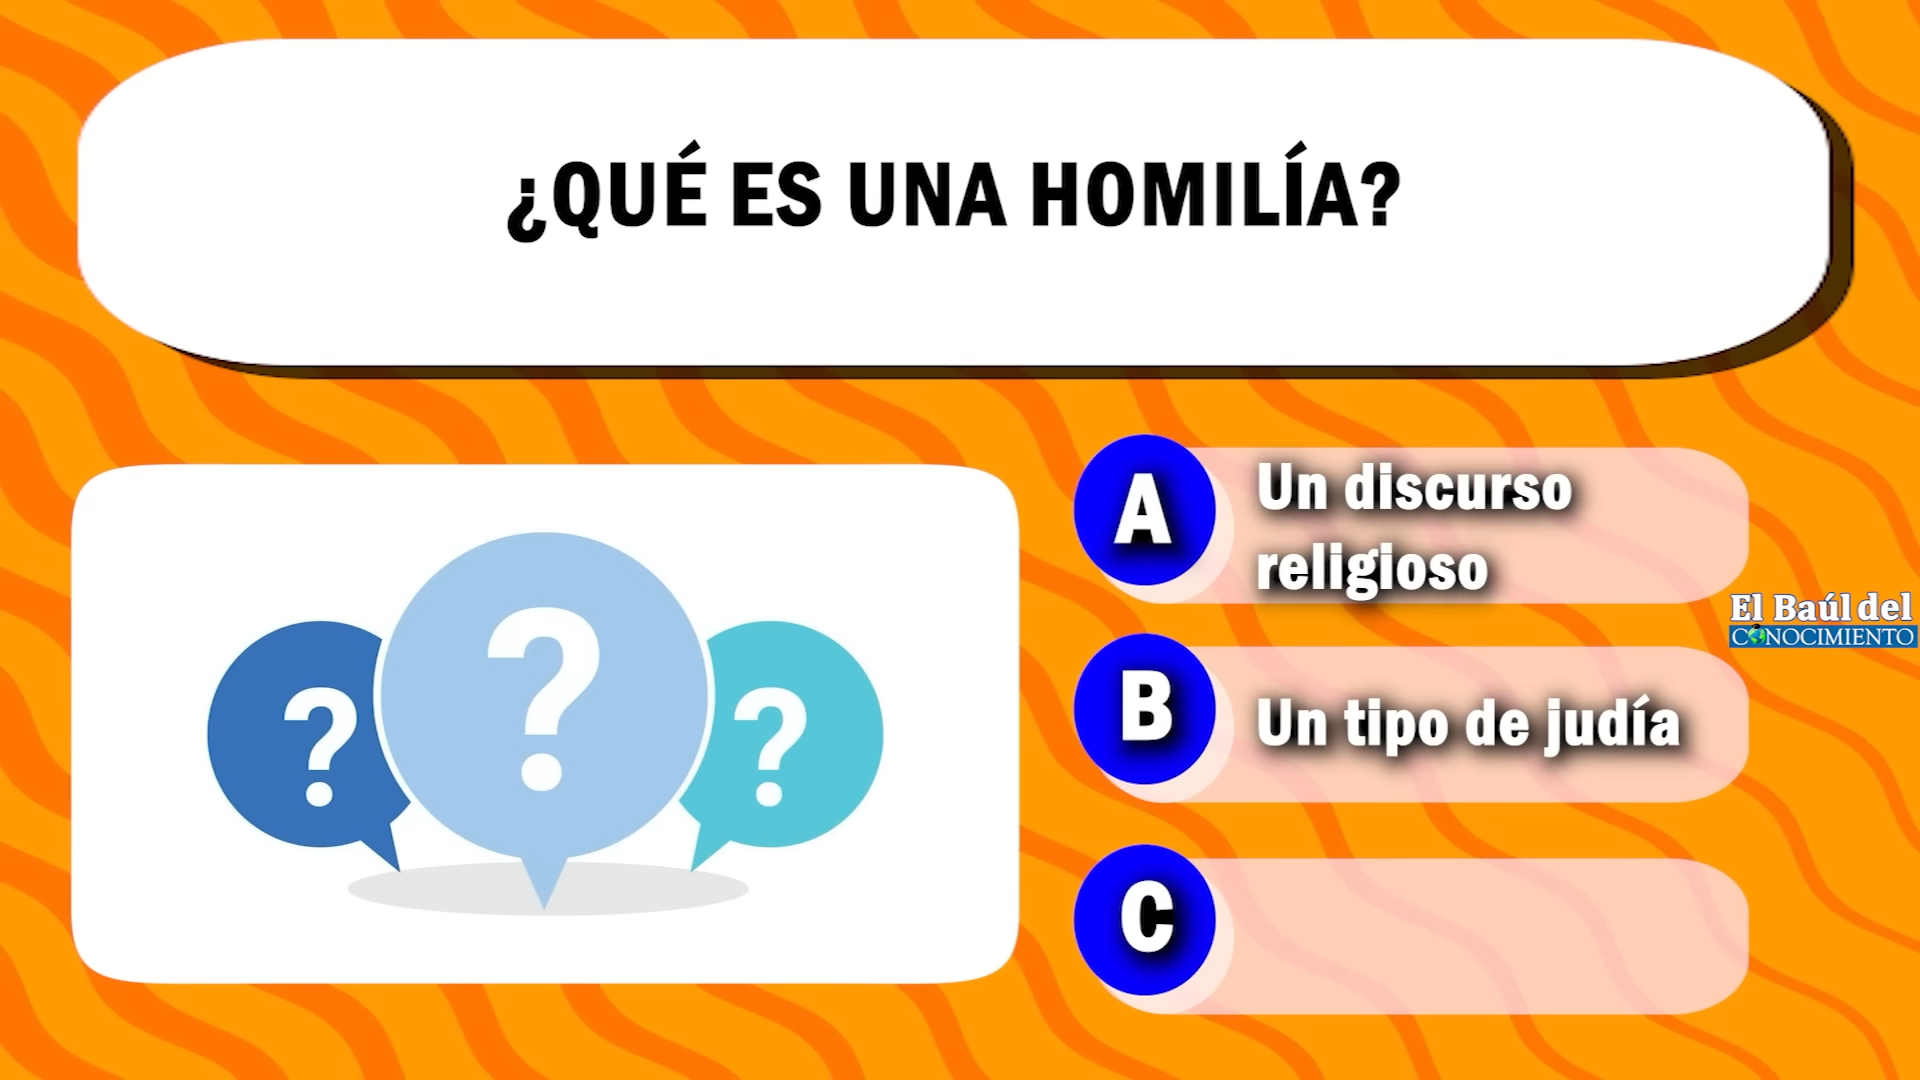 ¿QUÉ ES UNA HOMILÍA?
A
Un discurso
religioso
B
Un tipo de judía
C
El Baúl del
CONOCIMIENTO
? ? ?